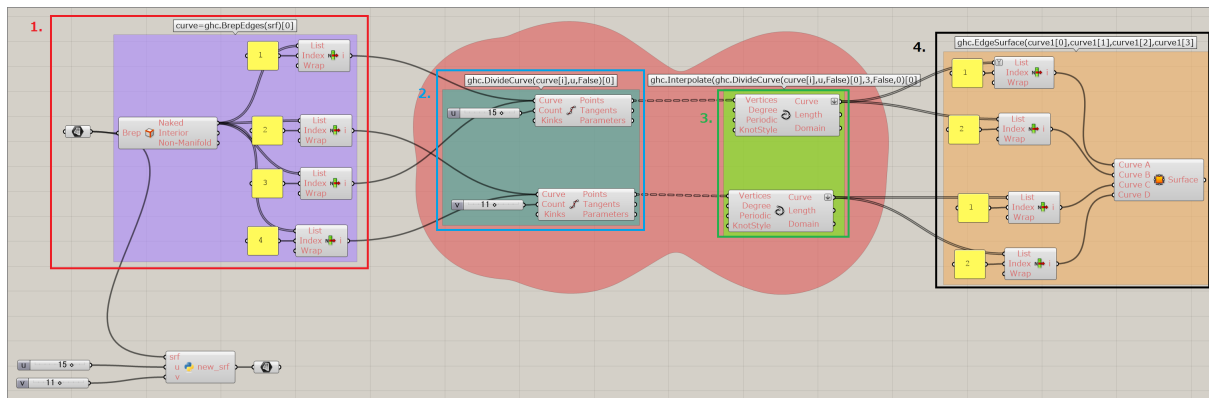 1.
curve=ghc.BrepEdges(srf)[0]
1
List
Index
i
Wrap
Brep
Naked
Interior
Non-Manifold
2
List
Index
i
Wrap
3
List
Index
i
Wrap
4
List
Index
i
Wrap
2.
ghc.DivideCurve(curve[i],u,False)[0]
u 15
Curve Points
Count Tangents
Kinks Parameters
v 11
Curve Points
Count Tangents
Kinks Parameters
ghc.Interpolate(ghc.DivideCurve(curve[i],u,False)[0],3,False,0)[0]
3.
Vertices Curve
Degree Length
Periodic
KnotStyle Domain
Vertices Curve
Degree
Periodic Length
KnotStyle Domain
4.
ghc.EdgeSurface(curve1[0],curve1[1],curve1[2],curve1[3])
1
List
Index
i
Wrap
2
List
Index
i
Wrap
1
List
Index
i
Wrap
2
List
Index
i
Wrap
Curve A
Curve B
Curve C
Curve D
Surface
u 15
v 11
srf
u
v
new_srf